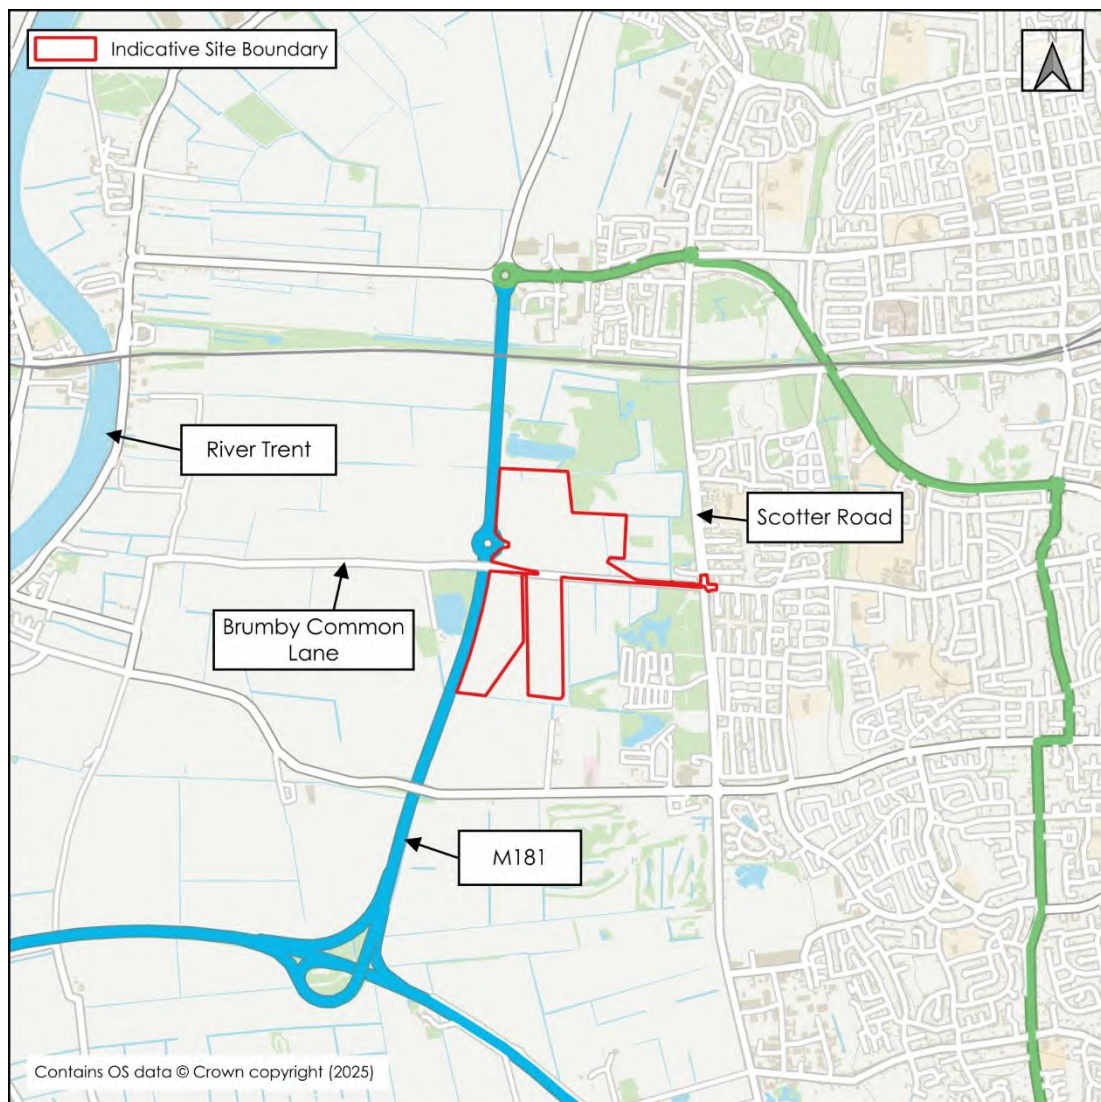 Indicative Site Boundary
N
River Trent
Scotter Road
Brumby Common
Lane
M181
Contains OS data © Crown copyright (2025)